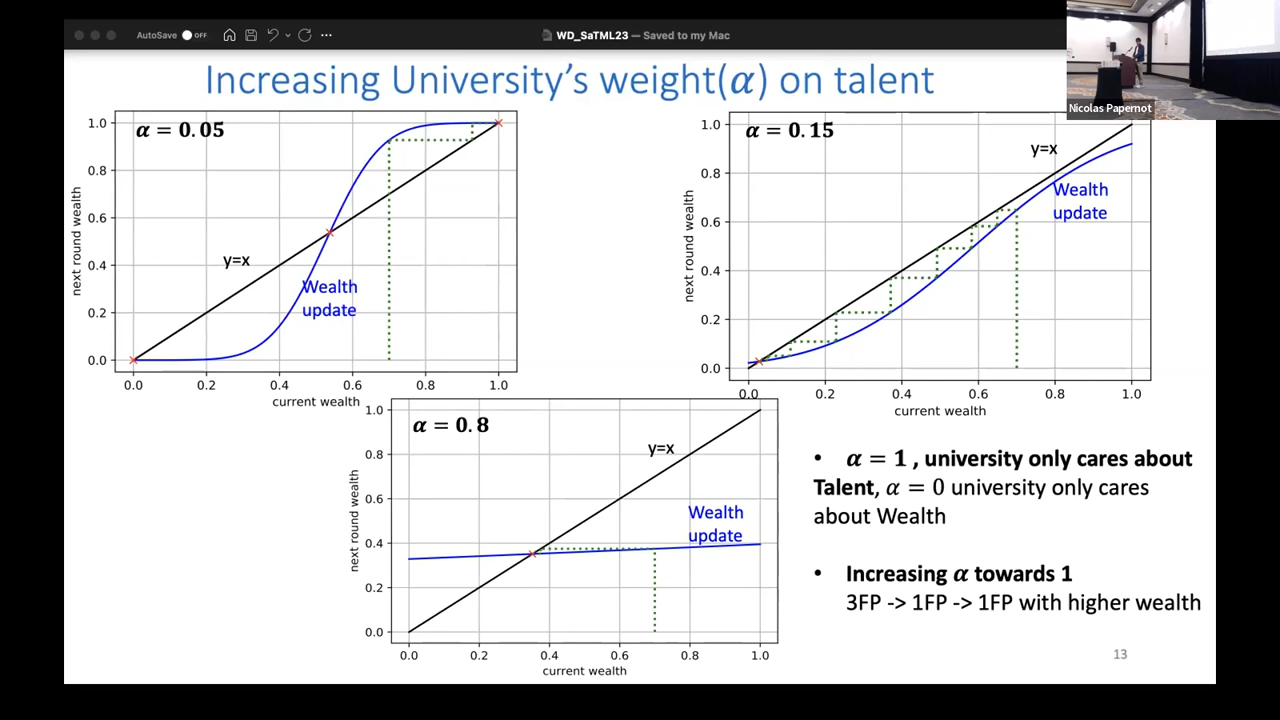 AutoSave OFF
WD_SaTML23 — Saved to my Mac
Nicolas Papernot
Increasing University's weight(α) on talent
α = 0.05
1.0
0.8
0.6
0.4
0.2
0.0
next round wealth
y=x
Wealth
update
0.0 0.2 0.4 0.6 0.8 1.0
current wealth
α = 0.15
1.0
0.8
0.6
0.4
0.2
0.0
next round wealth
y=x
Wealth
update
0.0 0.2 0.4 0.6 0.8 1.0
current wealth
α = 0.8
1.0
0.8
0.6
0.4
0.2
0.0
next round wealth
y=x
Wealth
update
0.0 0.2 0.4 0.6 0.8 1.0
current wealth
• α = 1 , university only cares about
Talent, α = 0 university only cares
about Wealth
• Increasing α towards 1
3FP -> 1FP -> 1FP with higher wealth
13